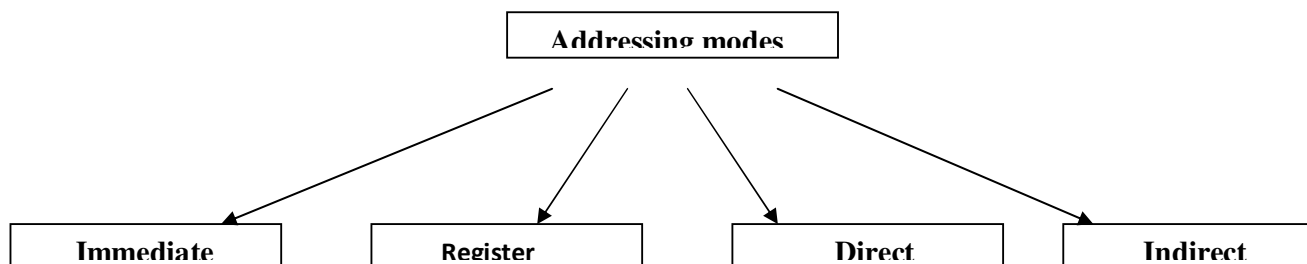 Addressing modes
Immediate
Register
Direct
Indirect